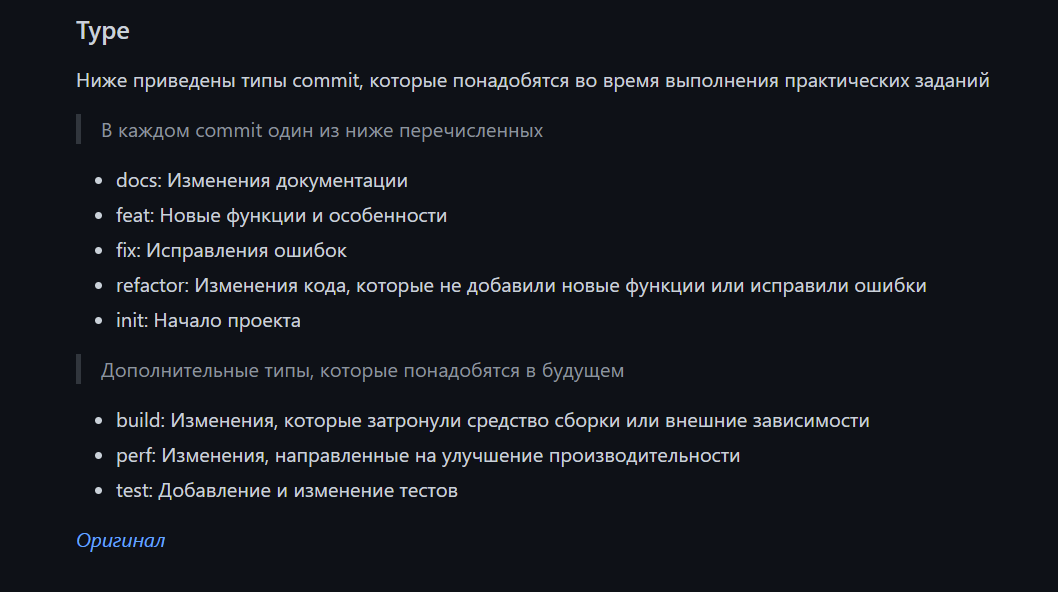 Type
Ниже приведены типы commit, которые понадобятся во время выполнения практических заданий
В каждом commit один из ниже перечисленных
docs: Изменения документации
feat: Новые функции и особенности
fix: Исправления ошибок
refactor: Изменения кода, которые не добавили новые функции или исправили ошибки
init: Начало проекта
Дополнительные типы, которые понадобятся в будущем
build: Изменения, которые затронули средство сборки или внешние зависимости
perf: Изменения, направленные на улучшение производительности
test: Добавление и изменение тестов
Оригинал